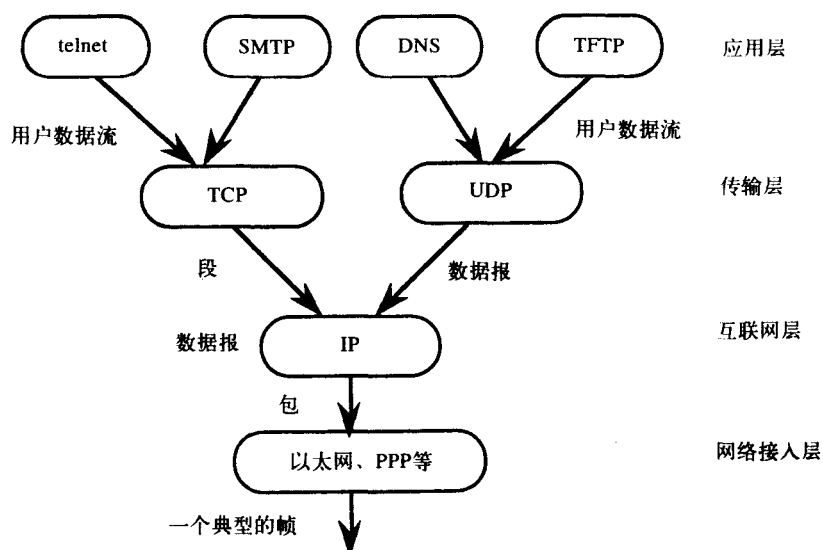 telnet
SMTP
DNS
TFTP
应用层
用户数据流
用户数据流
TCP
UDP
传输层
段
数据报
数据报
IP
互联网层
包
以太网、PPP等
网络接入层
一个典型的帧